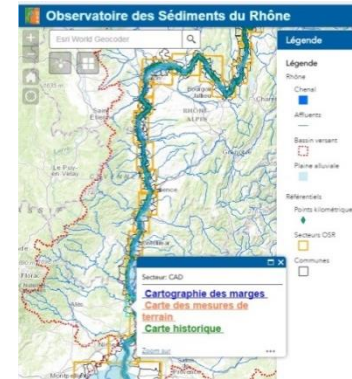 Observatoire des Sédiments du Rhône
Esri World Geocoder
Légende
Légende
Rhône
Chenal
Affluents
Bassin versant
Plaine alluviale
Référentiels
Points kilométrique
Secteurs OSR
Communes
RHÔNE-
ALPES
Le Puy-
en-Velay
Secteur: CAD
Cartographie des marges
Carte des mesures de
terrain
Carte historique
Zoom sur
Montpellier